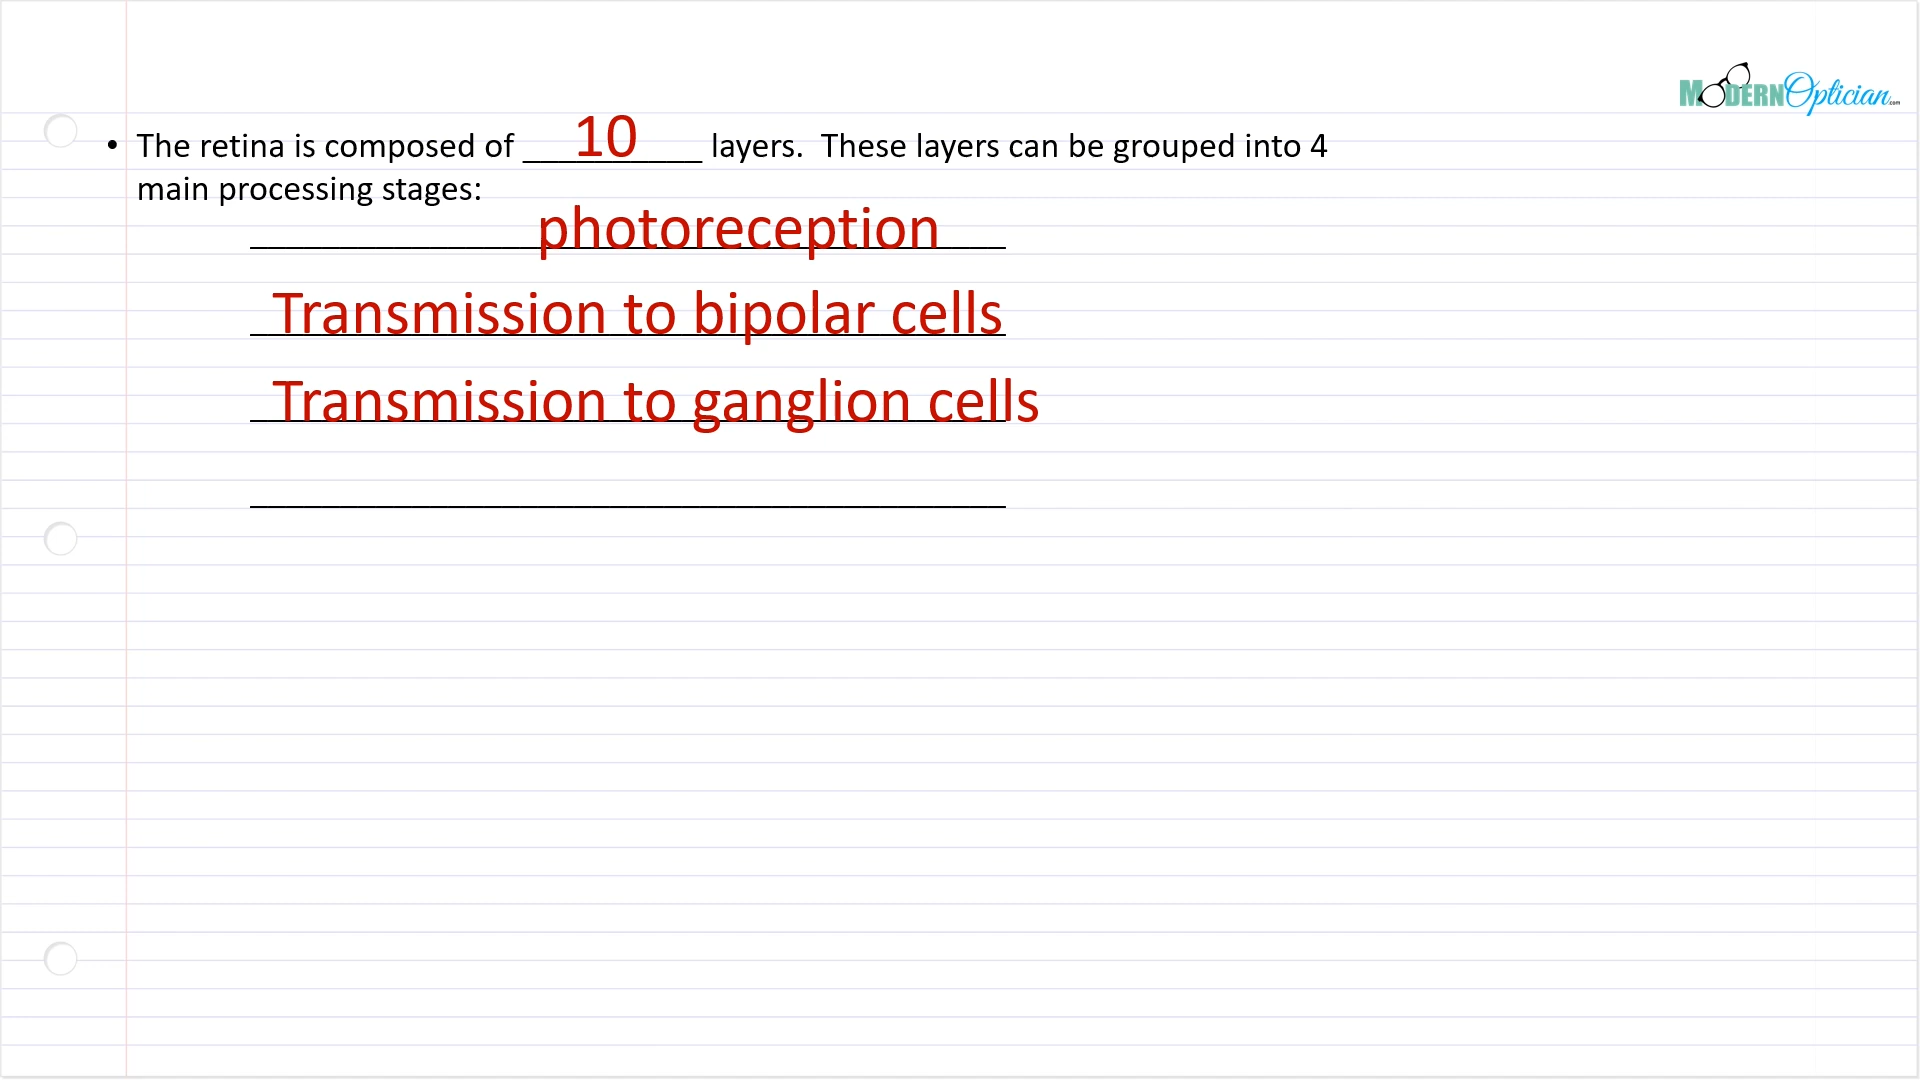 MODERNOptician.com
• The retina is composed of __________ 10 layers. These layers can be grouped into 4
main processing stages:
photoreception
Transmission to bipolar cells
Transmission to ganglion cells